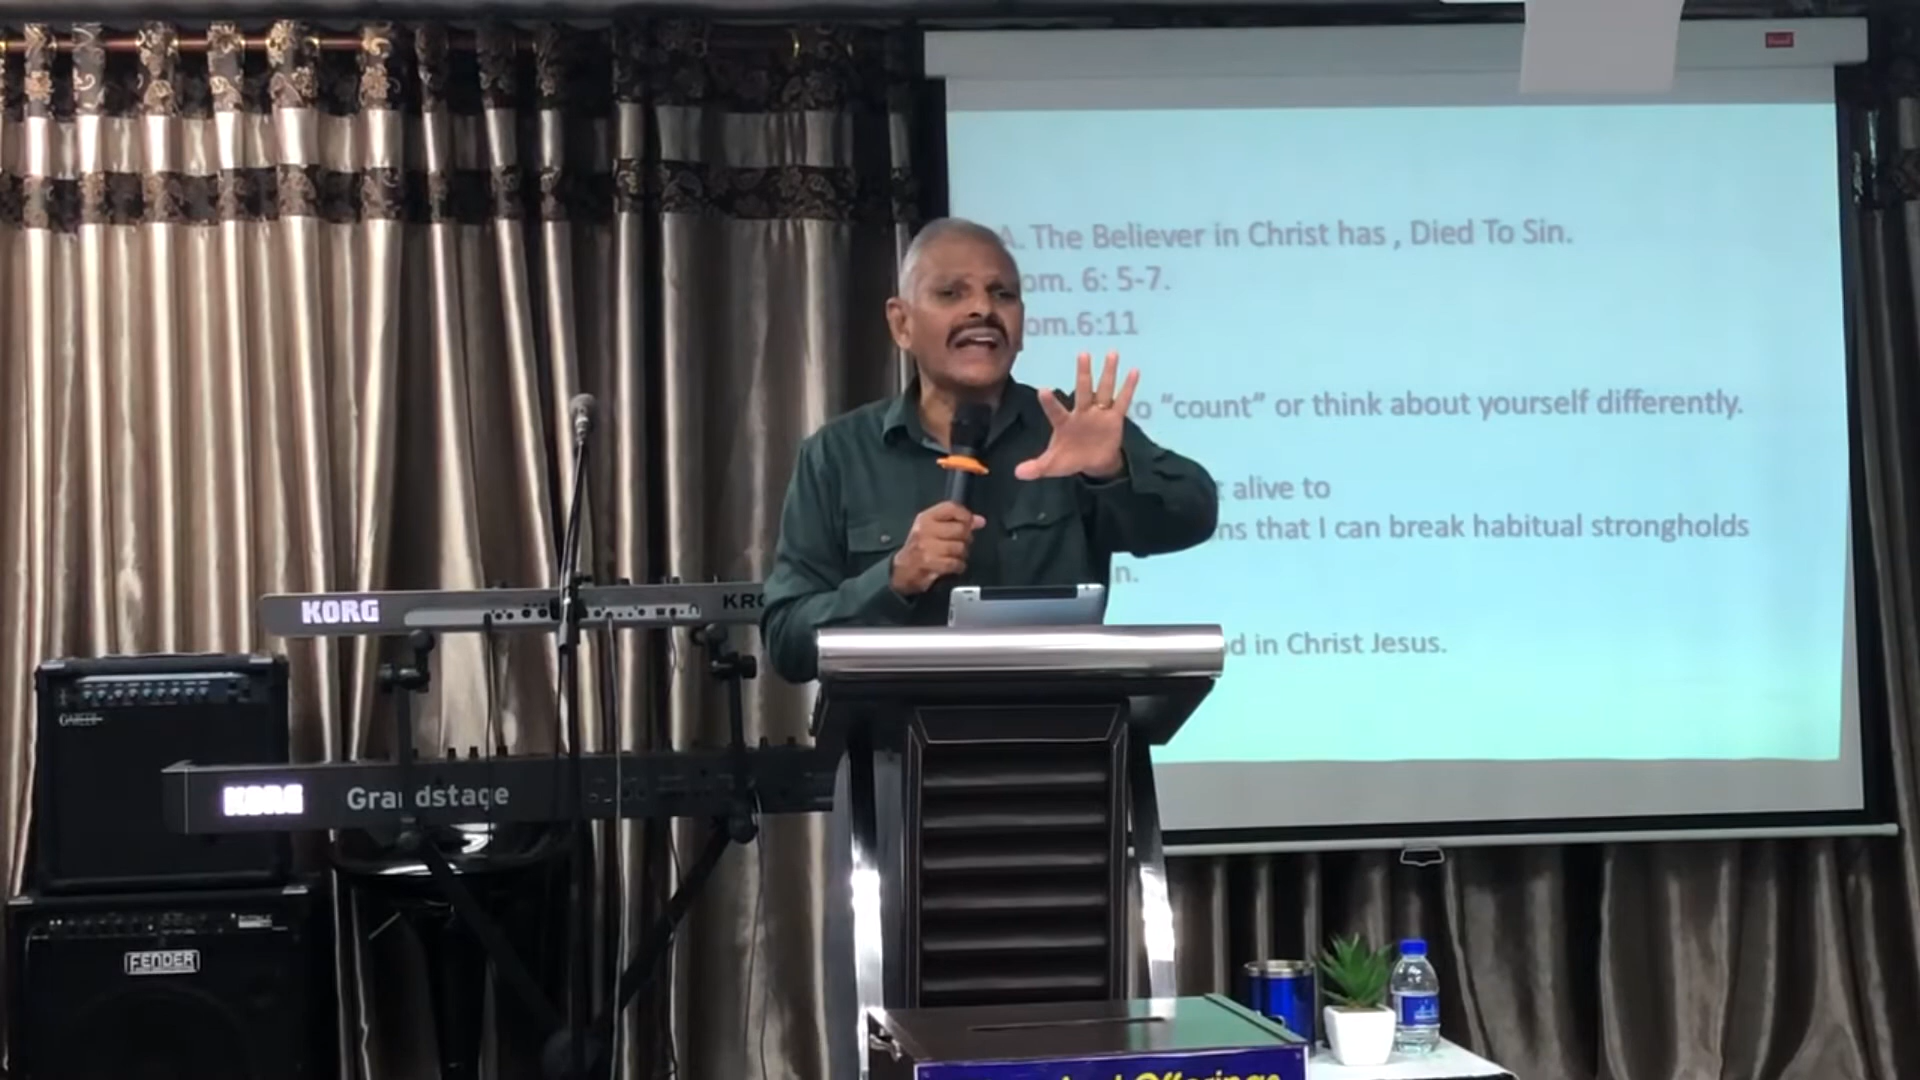 A. The Believer in Christ has , Died To Sin.
om. 6: 5-7.
om.6:11
o “count” or think about yourself differently.
alive to
ns that I can break habitual strongholds
n.
d in Christ Jesus.
KORG
KORG Grandstage
FENDER
Offerings